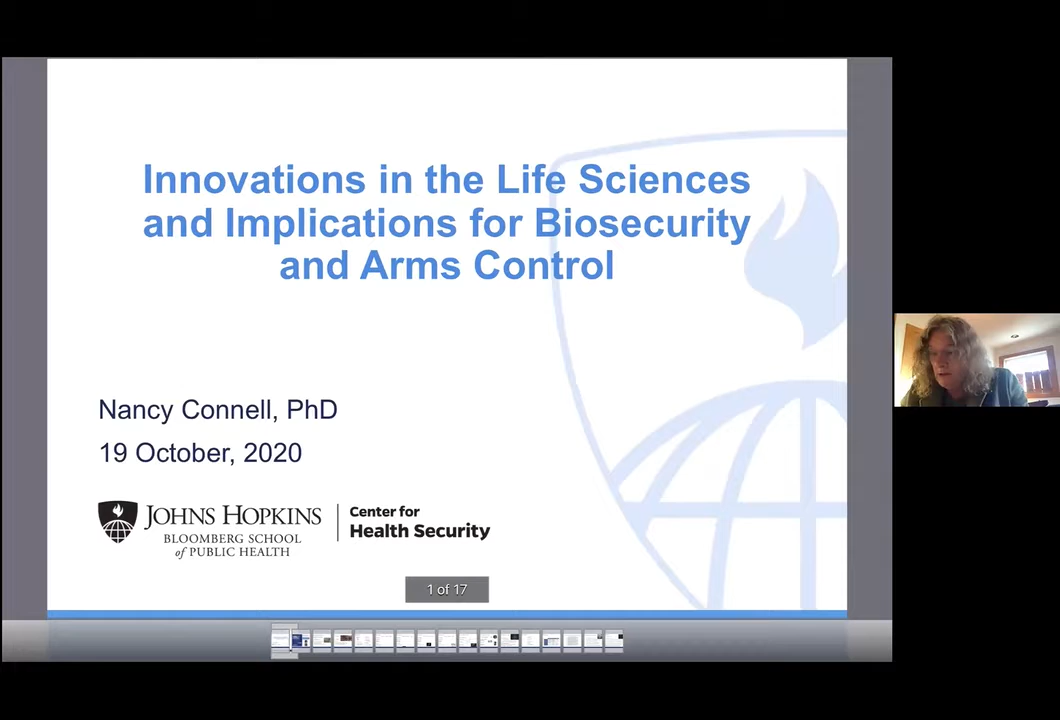 Innovations in the Life Sciences
and Implications for Biosecurity
and Arms Control
Nancy Connell, PhD
19 October, 2020
JOHNS HOPKINS
BLOOMBERG SCHOOL
of PUBLIC HEALTH
Center for
Health Security
1 of 17